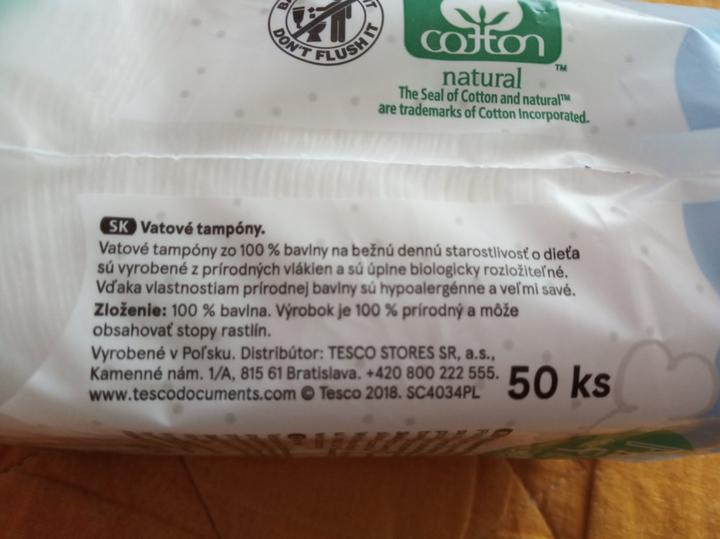 DON'T FLUSH IT
cotton
TM
natural
The Seal of Cotton and natural™
are trademarks of Cotton Incorporated.
SK Vatové tampóny.
Vatové tampóny zo 100 % bavlny na bežnú dennú starostlivosť o dieťa
sú vyrobené z prírodných vlákien a sú úplne biologicky rozložiteľné.
Vďaka vlastnostiam prírodnej bavlny sú hypoalergénne a veľmi savé.
Zloženie: 100 % bavlna. Výrobok je 100 % prírodný a môže
obsahovať stopy rastlín.
Vyrobené v Poľsku. Distribútor: TESCO STORES SR, a.s.,
Kamenné nám. 1/A, 815 61 Bratislava. +420 800 222 555.
www.tescodocuments.com © Tesco 2018. SC4034PL
50 ks